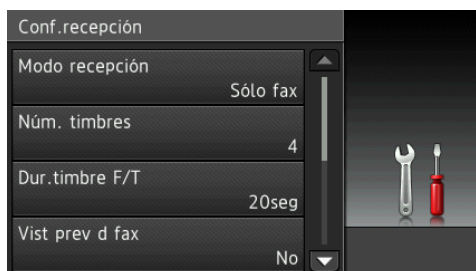 Conf.recepción
Modo recepción
Sólo fax
Núm. timbres
4
Dur.timbre F/T
20seg
Vist prev d fax
No